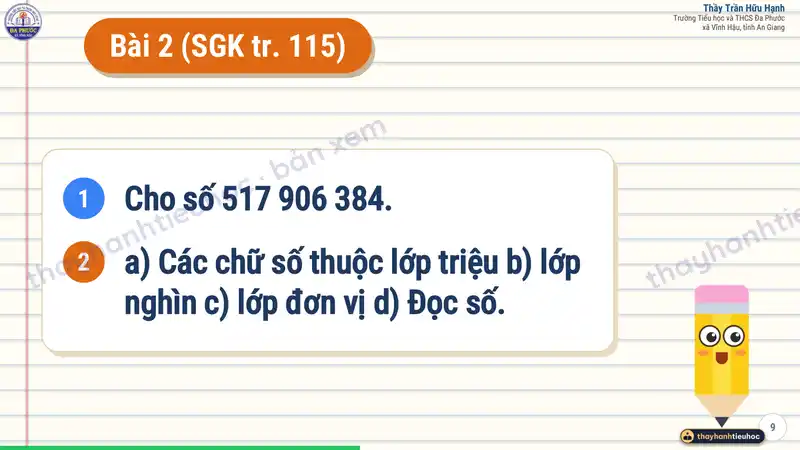 Thầy Trần Hữu Hạnh
Trường Tiểu học và THCS Đa Phước
xã Vĩnh Hậu, tỉnh An Giang
ĐA PHƯỚC
Bài 2 (SGK tr. 115)
1 Cho số 517 906 384.
2 a) Các chữ số thuộc lớp triệu b) lớp
nghìn c) lớp đơn vị d) Đọc số.
thayhanhtieuhoc · bản xem
thayhanhtieuhoc
9